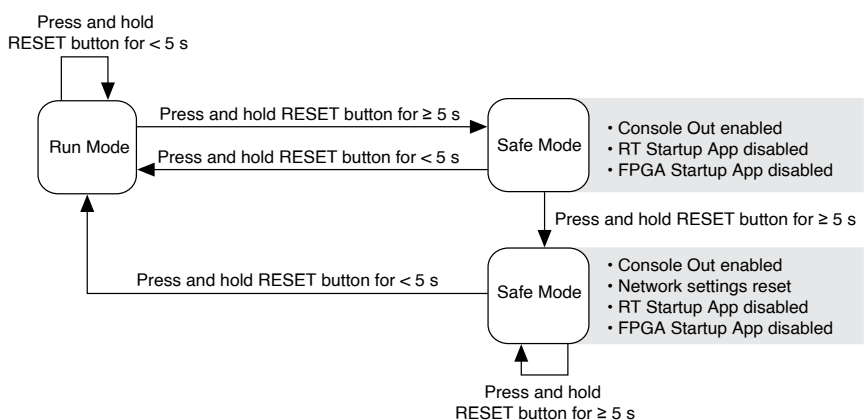 Press and hold
RESET button for < 5 s
Press and hold RESET button for ≥ 5 s
Run Mode
Safe Mode
• Console Out enabled
• RT Startup App disabled
• FPGA Startup App disabled
Press and hold RESET button for < 5 s
Press and hold RESET button for ≥ 5 s
Press and hold RESET button for < 5 s
Safe Mode
• Console Out enabled
• Network settings reset
• RT Startup App disabled
• FPGA Startup App disabled
Press and hold
RESET button for ≥ 5 s